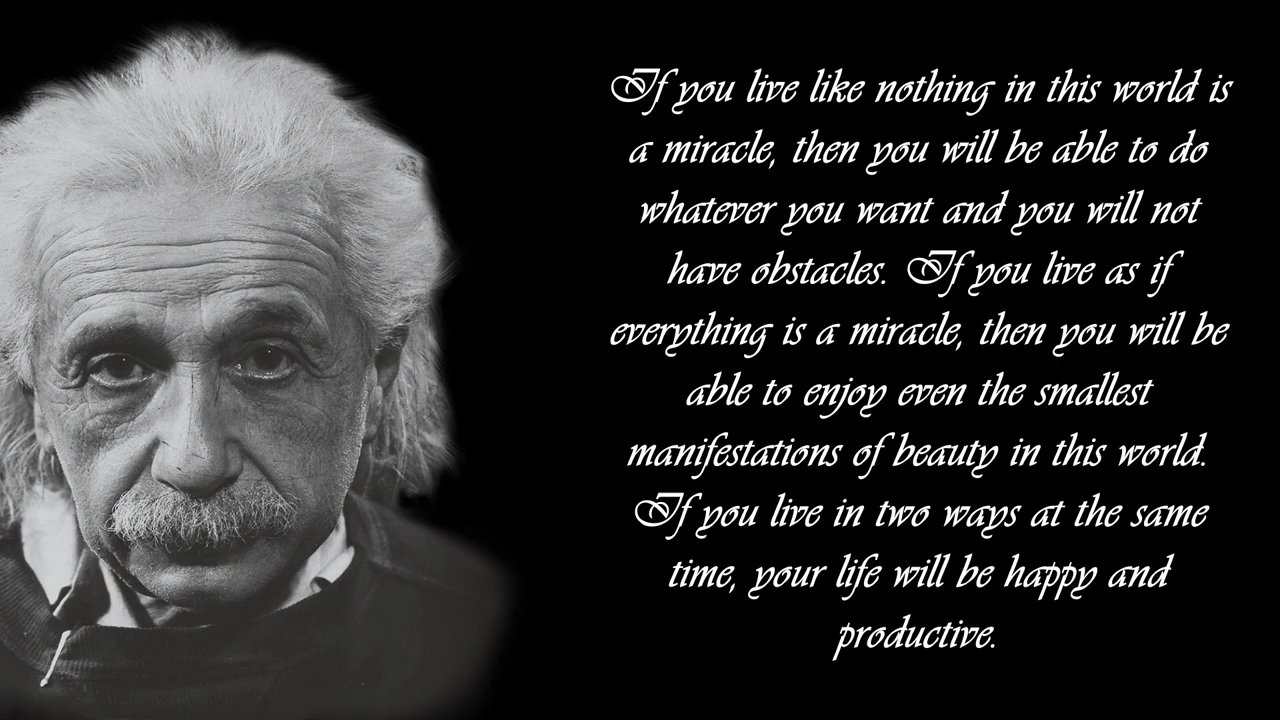 If you live like nothing in this world is
a miracle, then you will be able to do
whatever you want and you will not
have obstacles. If you live as if
everything is a miracle, then you will be
able to enjoy even the smallest
manifestations of beauty in this world.
If you live in two ways at the same
time, your life will be happy and
productive.